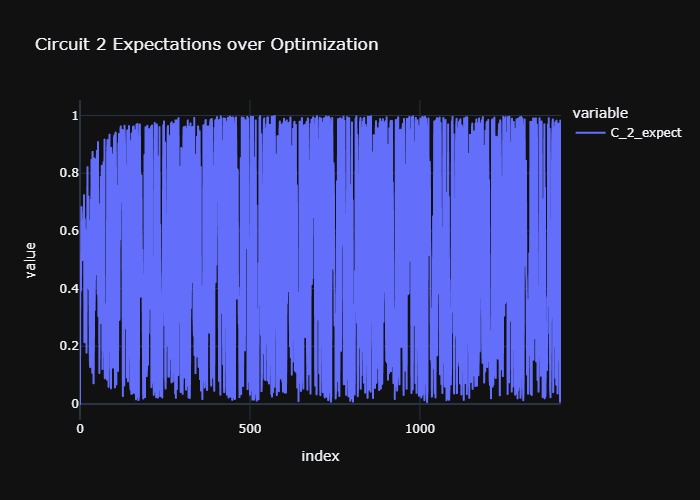 Circuit 2 Expectations over Optimization
variable
C_2_expect
1
0.8
0.6
0.4
0.2
0
value
0
500
1000
index